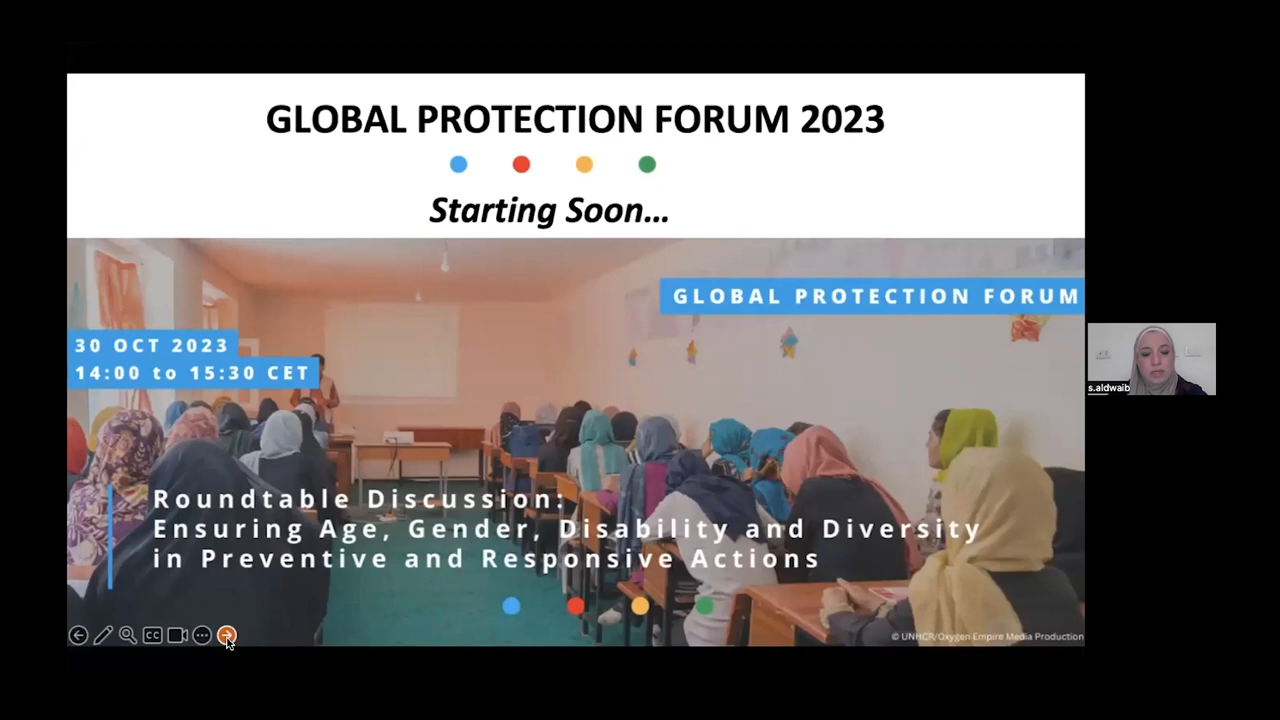 GLOBAL PROTECTION FORUM 2023
Starting Soon...
GLOBAL PROTECTION FORUM
30 OCT 2023
14:00 to 15:30 CET
s.aldwaib
Roundtable Discussion:
Ensuring Age, Gender, Disability and Diversity
in Preventive and Responsive Actions
CC
© UNHCR/Oxygen Empire Media Production